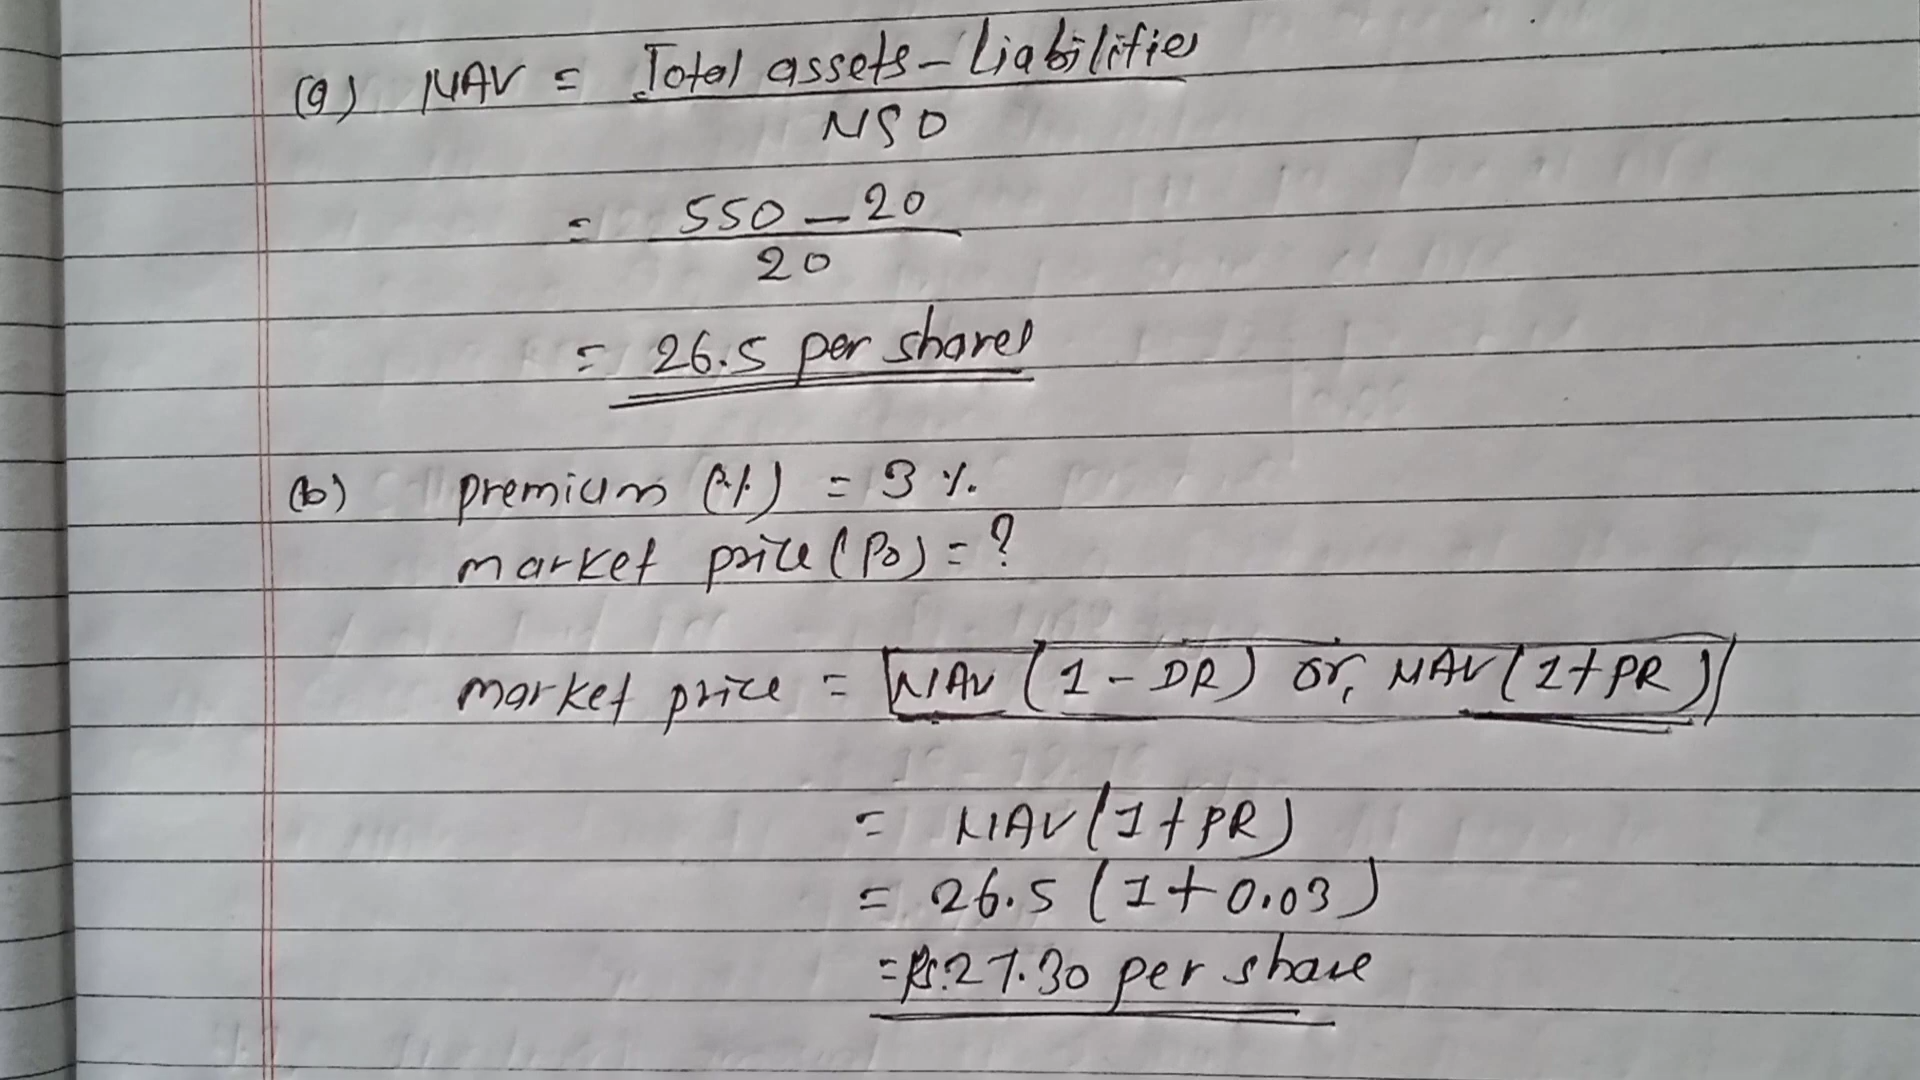 (a) NAV = Total assets - Liabilities
NSO
= 550 - 20
20
= 26.5 per shares
(b) premium (%) = 3 %.
market price (P0) = ?
market price = NAV (1 - DR) or, NAV (1 + PR)
= NAV (1 + PR)
= 26.5 (1 + 0.03)
= Rs. 27.30 per share